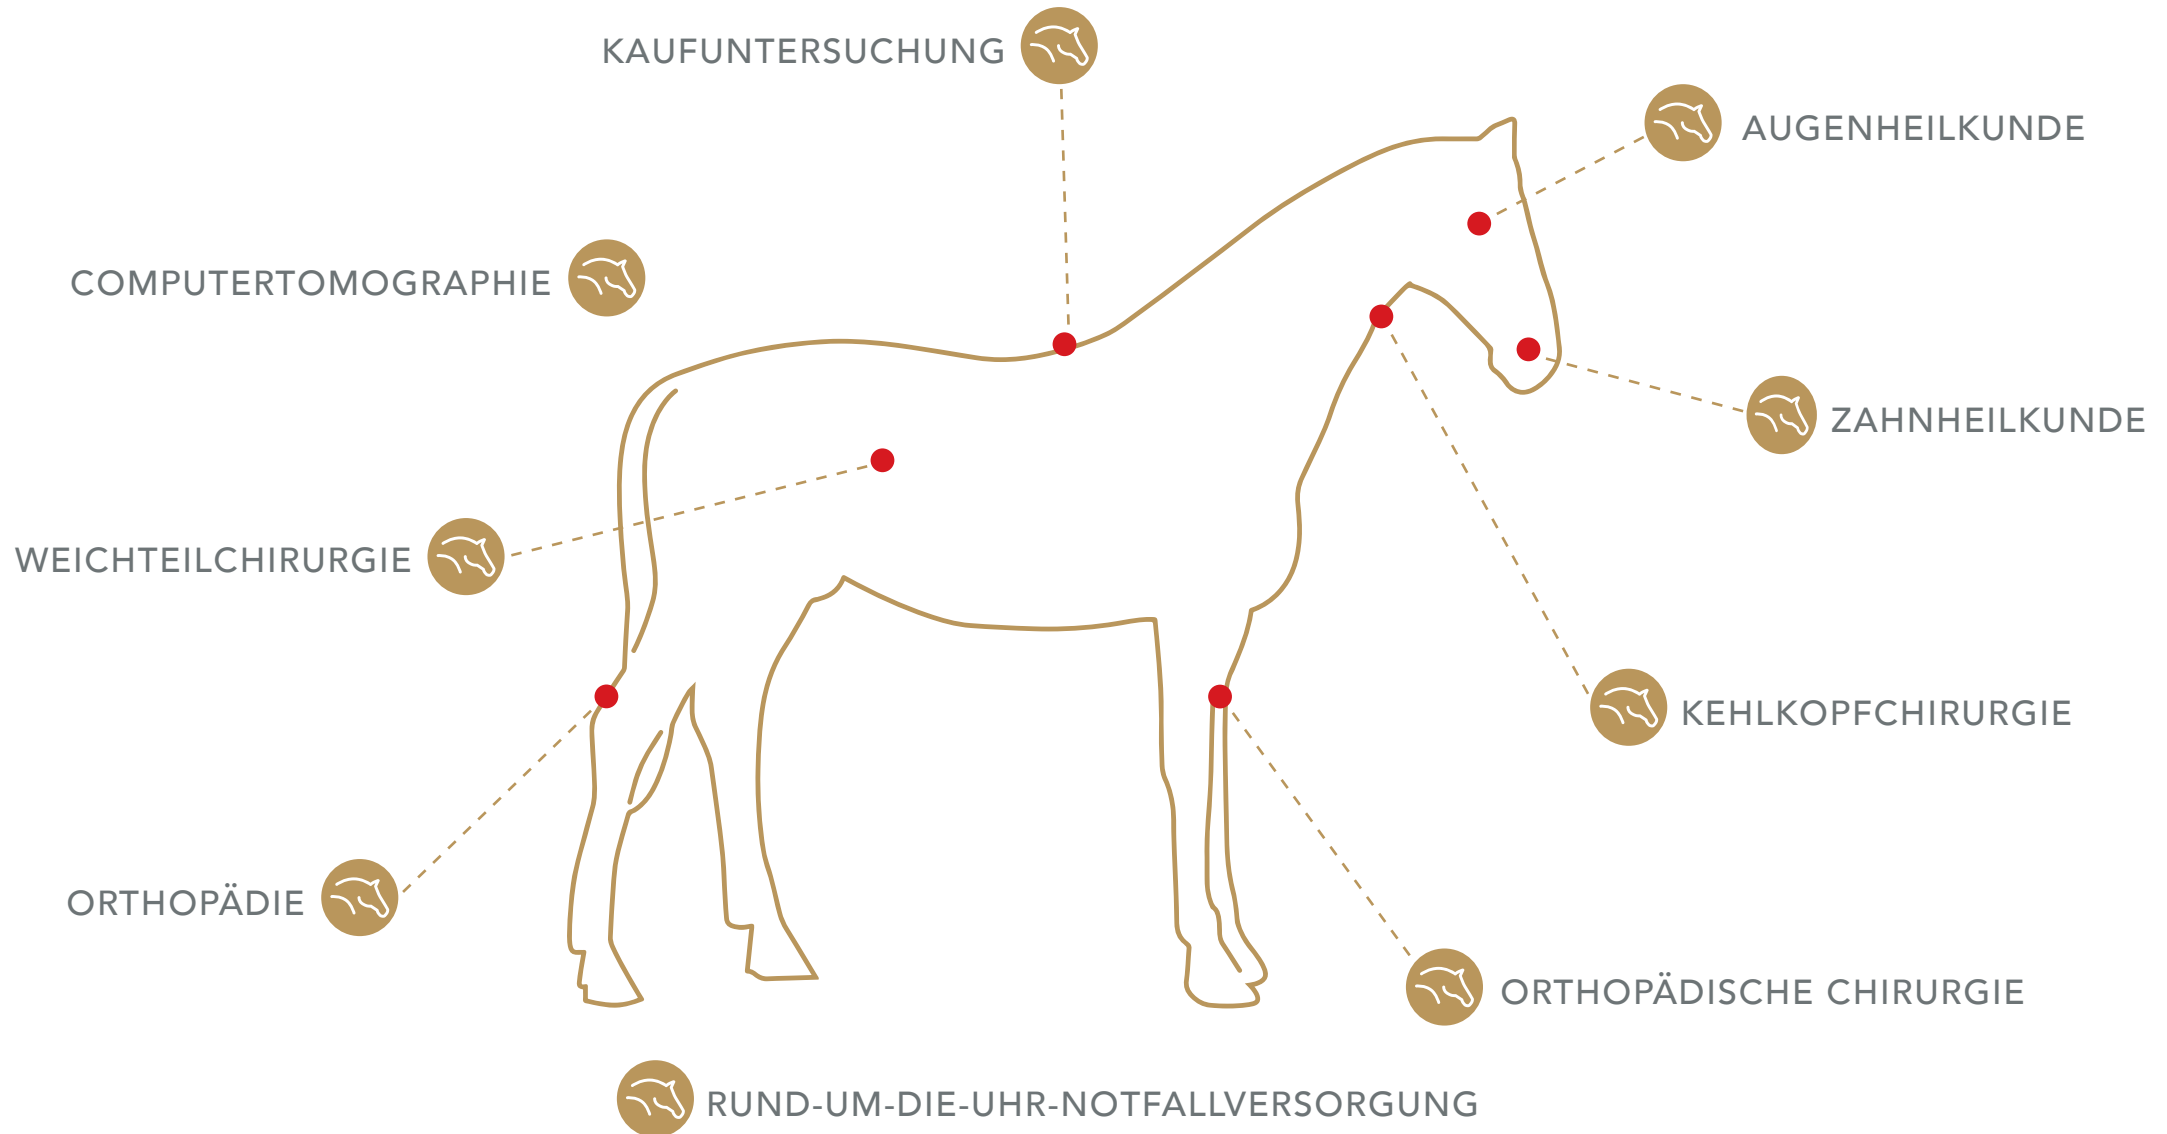 KAUFUNTERSUCHUNG
AUGENHEILKUNDE
COMPUTERTOMOGRAPHIE
ZAHNHEILKUNDE
WEICHTEILCHIRURGIE
KEHLKOPFCHIRURGIE
ORTHOPÄDIE
ORTHOPÄDISCHE CHIRURGIE
RUND-UM-DIE-UHR-NOTFALLVERSORGUNG